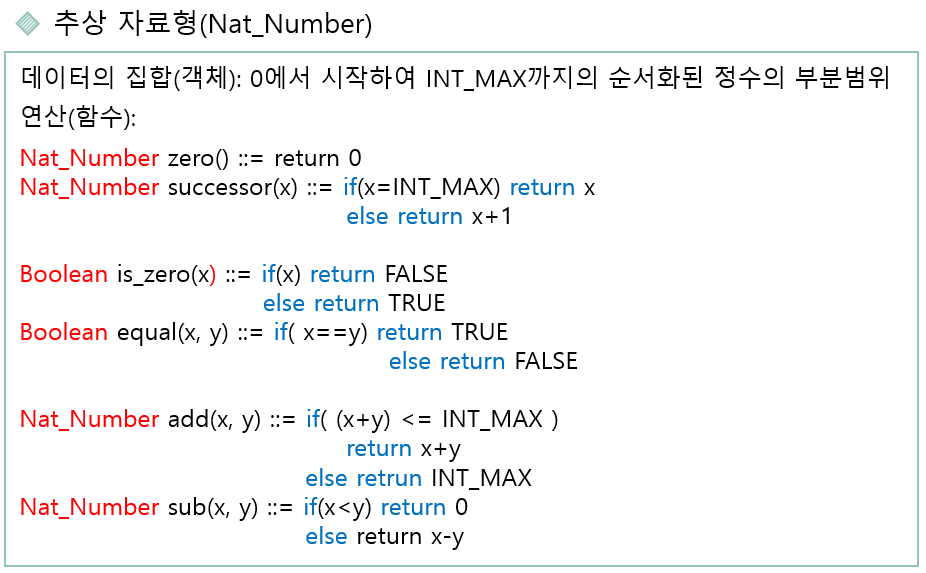 추상 자료형(Nat_Number)
데이터의 집합(객체): 0에서 시작하여 INT_MAX까지의 순서화된 정수의 부분범위
연산(함수):
Nat_Number zero() ::= return 0
Nat_Number successor(x) ::= if(x=INT_MAX) return x
else return x+1
Boolean is_zero(x) ::= if(x) return FALSE
else return TRUE
Boolean equal(x, y) ::= if( x==y) return TRUE
else return FALSE
Nat_Number add(x, y) ::= if( (x+y) <= INT_MAX )
return x+y
else retrun INT_MAX
Nat_Number sub(x, y) ::= if(x<y) return 0
else return x-y